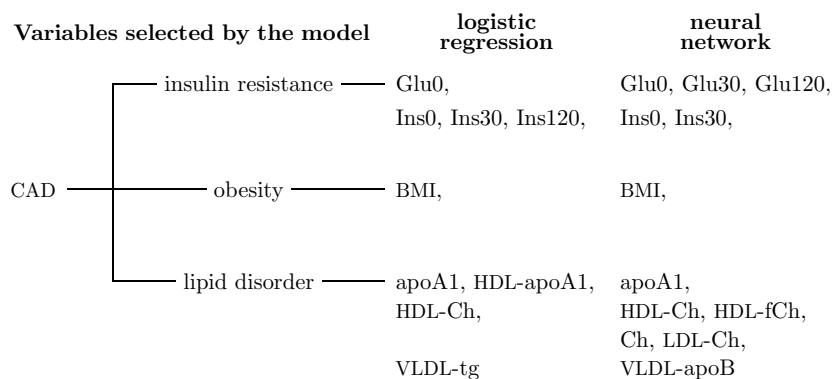 Variables selected by the model
logistic
regression
neural
network
insulin resistance
Glu0,
Glu0, Glu30, Glu120,
Ins0, Ins30, Ins120,
Ins0, Ins30,
CAD
obesity
BMI,
BMI,
lipid disorder
apoA1, HDL-apoA1,
apoA1,
HDL-Ch,
HDL-Ch, HDL-fCh,
Ch, LDL-Ch,
VLDL-tg
VLDL-apoB